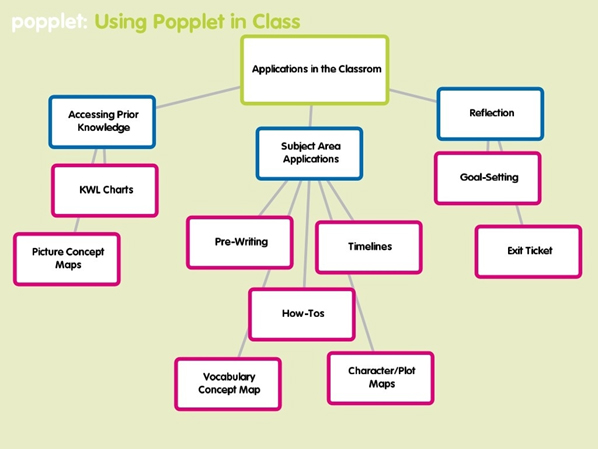 popplet: Using Popplet in Class
Applications in the Classrom
Accessing Prior
Knowledge
KWL Charts
Picture Concept
Maps
Subject Area
Applications
Pre-Writing
Timelines
How-Tos
Vocabulary
Concept Map
Character/Plot
Maps
Reflection
Goal-Setting
Exit Ticket